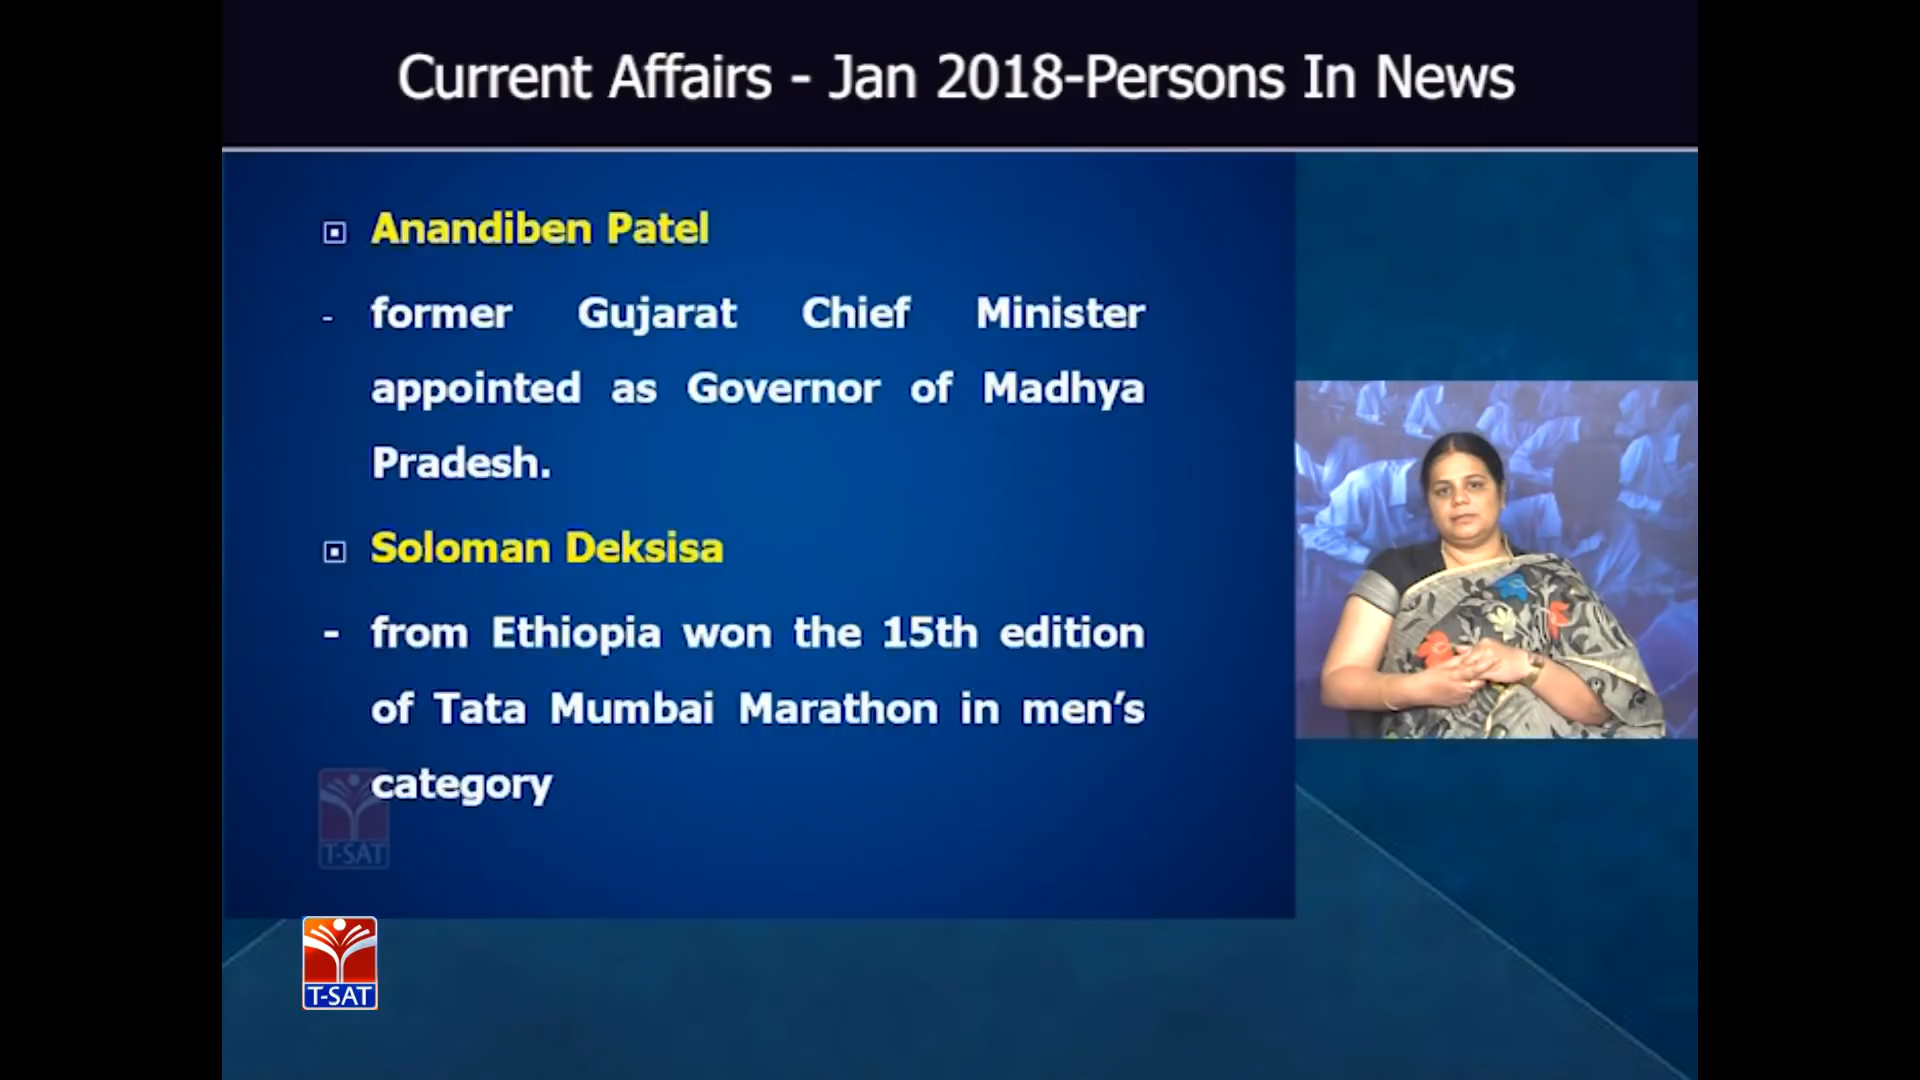 Current Affairs - Jan 2018-Persons In News
Anandiben Patel
- former Gujarat Chief Minister
appointed as Governor of Madhya
Pradesh.
Soloman Deksisa
- from Ethiopia won the 15th edition
of Tata Mumbai Marathon in men's
category
T-SAT
T-SAT